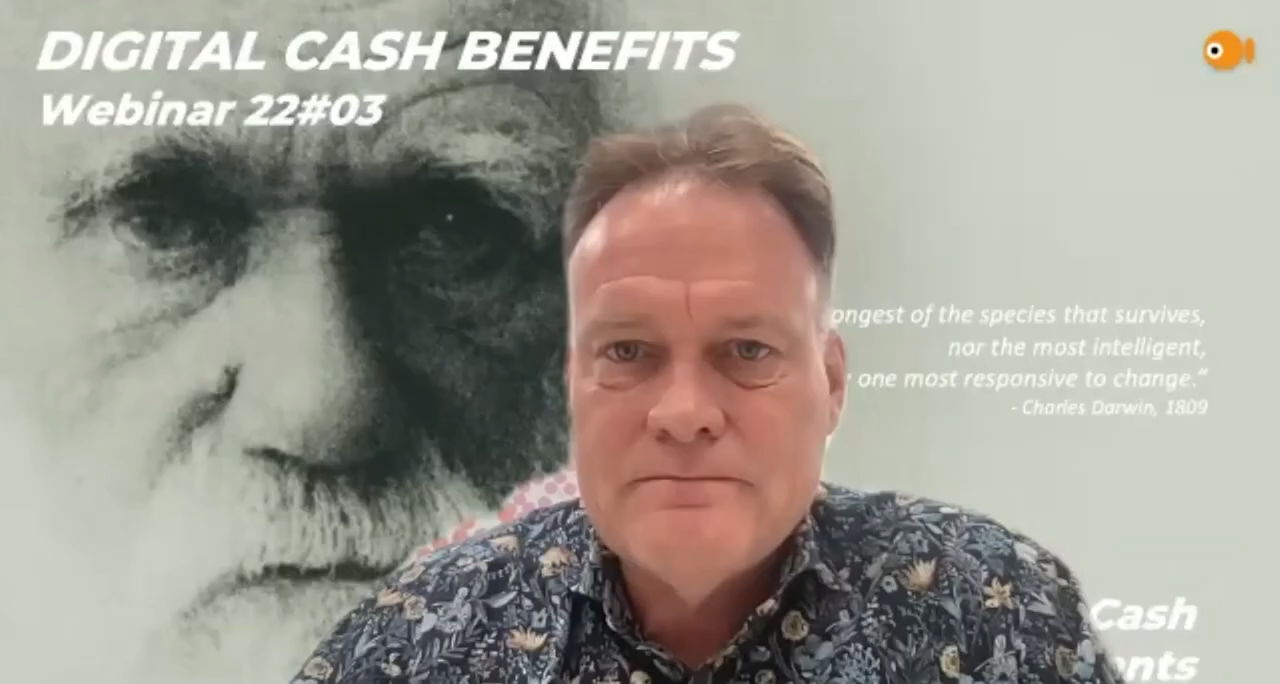 DIGITAL CASH BENEFITS
Webinar 22#03
ongest of the species that survives,
nor the most intelligent,
one most responsive to change.“
- Charles Darwin, 1809
Cash
ents